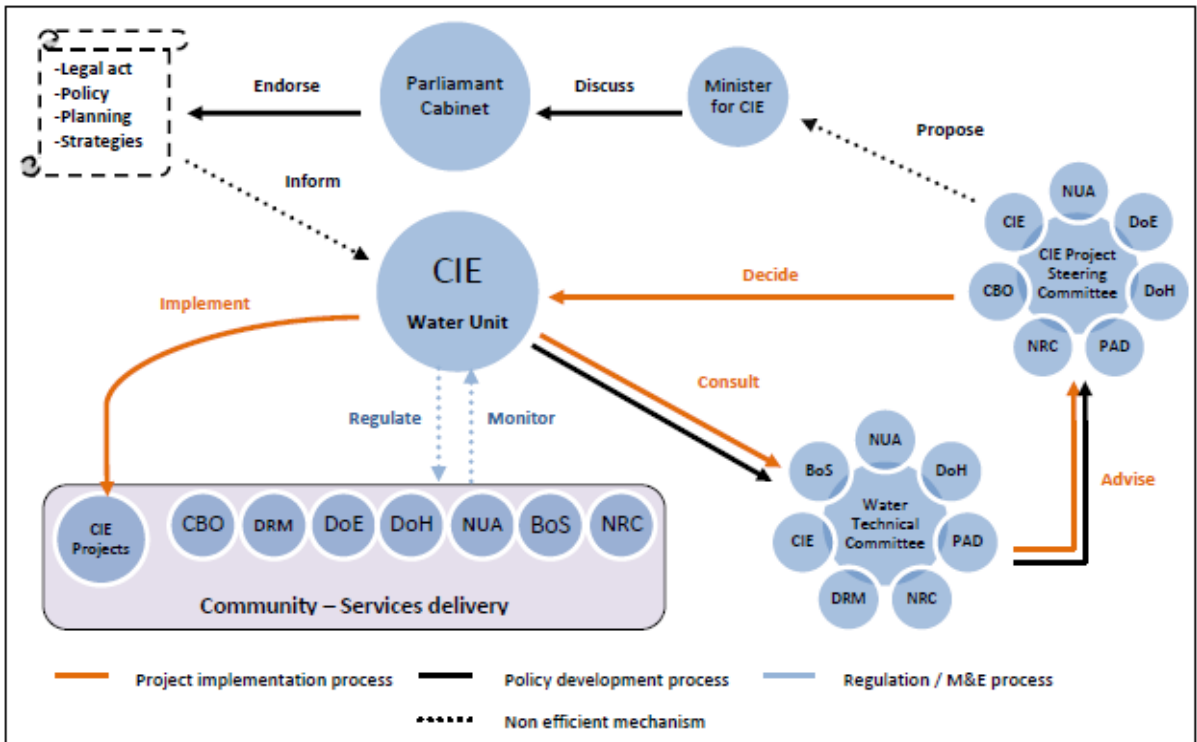 -Legal act
-Policy
-Planning
-Strategies
Endorse
Parliamant
Cabinet
Discuss
Minister
for CIE
Propose
Inform
NUA
CIE
DoE
CIE Project
Steering
Committee
CBO
DoH
NRC
PAD
CIE
Water Unit
Decide
Implement
Consult
Regulate
Monitor
Advise
NUA
BoS
DoH
Water
Technical
Committee
CIE
PAD
DRM
NRC
CIE
Projects
CBO
DRM
DoE
DoH
NUA
BoS
NRC
Community – Services delivery
Project implementation process
Policy development process
Regulation / M&E process
Non efficient mechanism